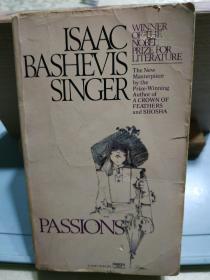 ISAAC
BASHEVIS
SINGER
WINNER
OF THE
NOBEL
PRIZE FOR
LITERATURE
The New
Masterpiece
by the
Prize-Winning
Author of
A CROWN OF
FEATHERS
and SHOSHA
PASSIONS